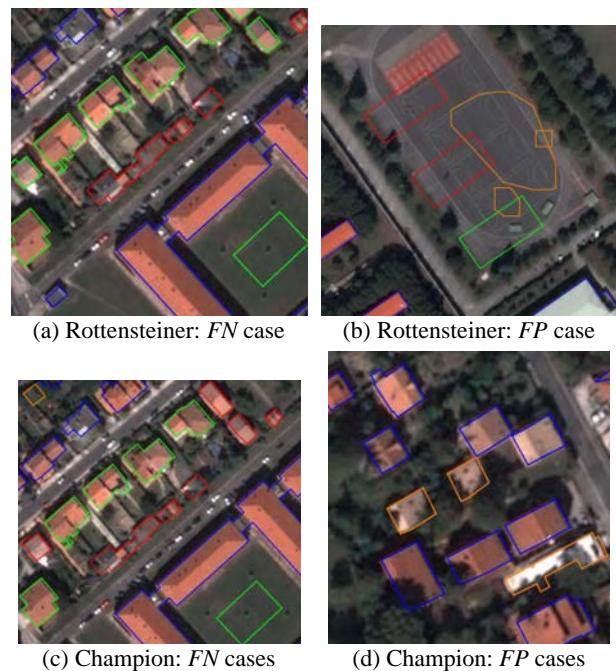 (a) Rottensteiner: FN case
(b) Rottensteiner: FP case
(c) Champion: FN cases
(d) Champion: FP cases